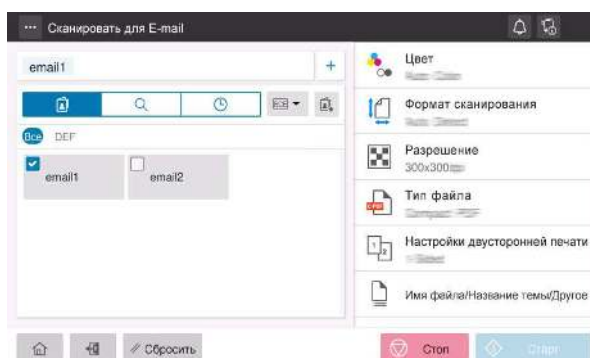 Сканировать для E-mail
email1
+
Все DEF
email1
email2
Цвет
Формат сканирования
Разрешение
300x300
Тип файла
Настройки двусторонней печати
Имя файла/Название темы/Другое
Сбросить
Стоп
Старт